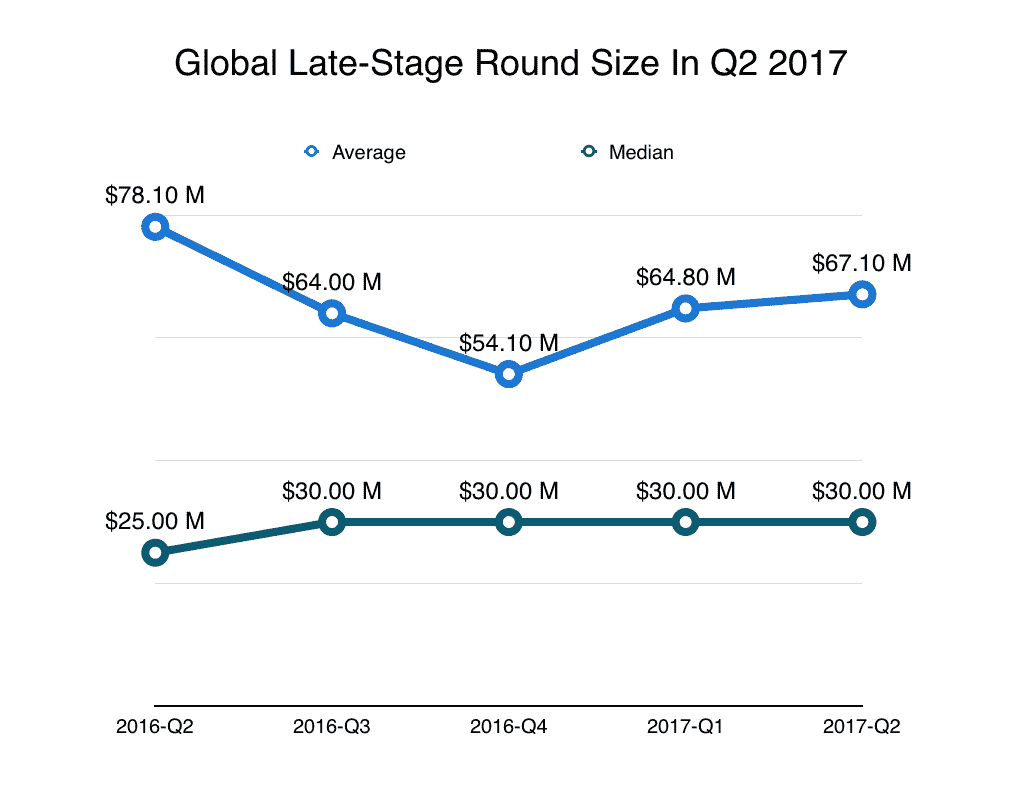 Global Late-Stage Round Size In Q2 2017
Average Median
$78.10 M
$64.00 M
$54.10 M
$64.80 M
$67.10 M
$25.00 M
$30.00 M
$30.00 M
$30.00 M
$30.00 M
2016-Q2 2016-Q3 2016-Q4 2017-Q1 2017-Q2